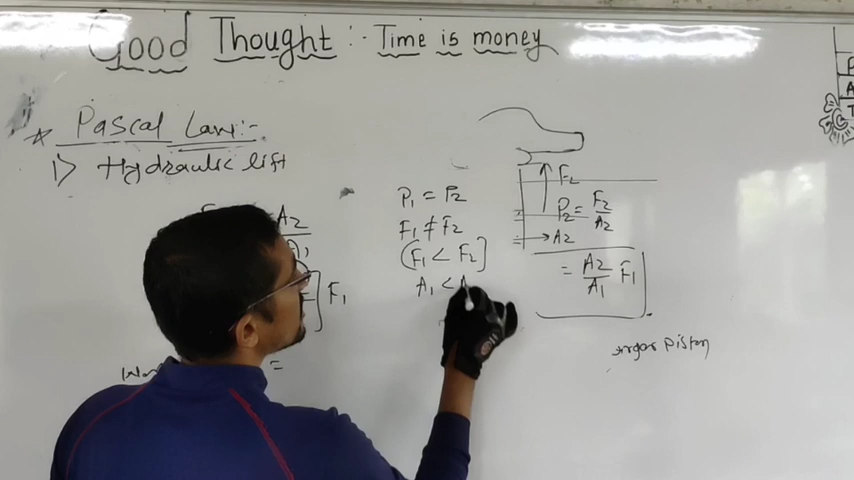 Good Thought :- Time is money
Pascal Law:-
1) Hydraulic lift
A2
F1
P1 = P2
F1 ≠ F2
(F1 < F2]
A1 < A
F2
P2 = F2/A2
A2
= A2/A1 F1
Piston
P
A
T